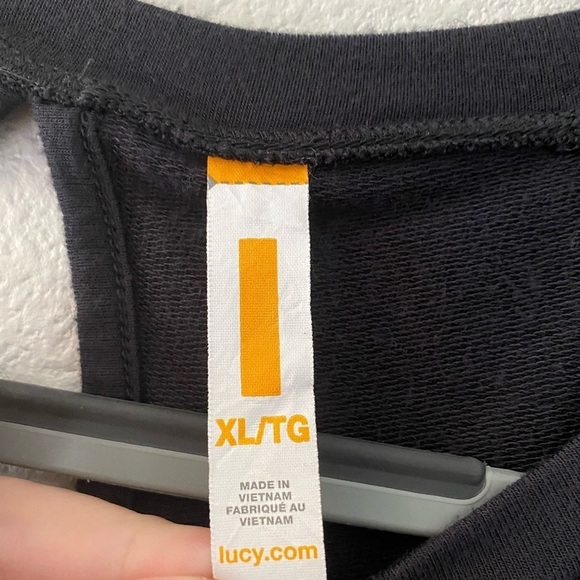 XL/TG
MADE IN
VIETNAM
FABRIQUÉ AU
VIETNAM
lucy.com